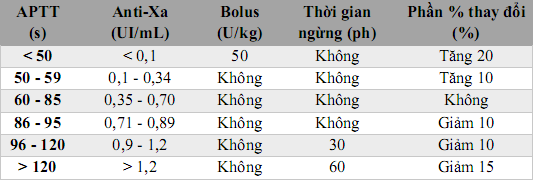 APTT Anti-Xa Bolus Thời gian Phần % thay đổi
(s) (UI/mL) (U/kg) ngừng (ph) (%)
< 50 < 0,1 50 Không Tăng 20
50 - 59 0,1 - 0,34 Không Không Tăng 10
60 - 85 0,35 - 0,70 Không Không Không
86 - 95 0,71 - 0,89 Không Không Giảm 10
96 - 120 0,9 - 1,2 Không 30 Giảm 10
> 120 > 1,2 Không 60 Giảm 15